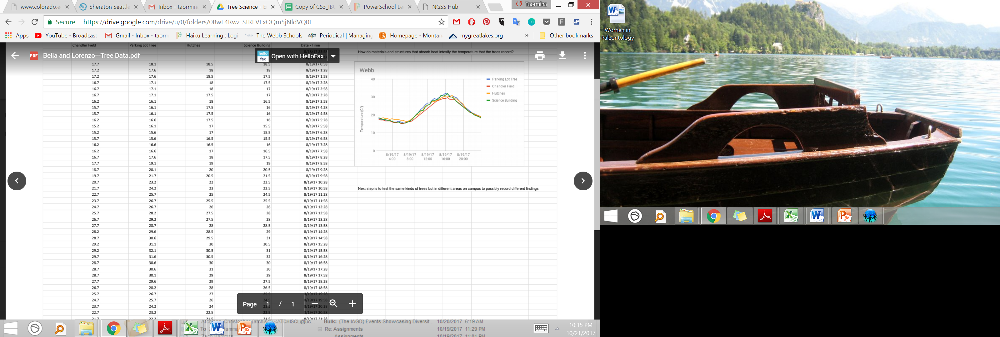 www.colorado.e
Sheraton Seattle
Inbox - taormin
Tree Science - E
Copy of CS3_IBU
PowerSchool Le
NGSS Hub
Taormina
Secure
https://drive.google.com/drive/u/0/folders/0BwE4Rwz_StREVExOQm5jNldVQ0E
Apps
YouTube - Broadcast
Gmail - Inbox - taorm
Haiku Learning : Logi
The Webb Schools
Periodical | Managing
Homepage - Montan
mygreatlakes.org
»
Other bookmarks
Chandler Field Parking Lot Tree Hutches Science Building Date - Time
PDF Bella and Lorenzo—Tree Data.pdf
hello fax Open with HelloFax
How do materials and structures that absorb heat intesify the temperature that the trees record?
17.7 18.1 18.5 18.5 8/19/17 0:58
17.2 17.6 18 18 8/19/17 1:28
17.2 17.6 18.5 17.5 8/19/17 1:58
16.7 17.1 18 17.5 8/19/17 2:28
16.7 17.1 18 17 8/19/17 2:58
16.7 17.1 17.5 17 8/19/17 3:28
16.2 16.1 18 16.5 8/19/17 3:58
15.7 16.1 17.5 16 8/19/17 4:28
15.7 16.1 17.5 16 8/19/17 4:58
16.2 16.6 17.5 16 8/19/17 5:28
15.2 16.1 17 15.5 8/19/17 5:58
15.2 15.6 17 15.5 8/19/17 6:28
15.7 15.6 16.5 15.5 8/19/17 6:58
16.2 16.6 16.5 16 8/19/17 7:28
16.2 16.6 17 16.5 8/19/17 7:58
16.7 17.6 18 17.5 8/19/17 8:28
17.7 19.1 19 19 8/19/17 8:58
18.7 20.1 20 20.5 8/19/17 9:28
19.7 21.7 20.5 21.5 8/19/17 9:58
20.7 23.2 22 22.5 8/19/17 10:28
21.7 24.2 23 22.5 8/19/17 10:58
22.7 25.7 25 24.5 8/19/17 11:28
23.7 26.7 25.5 25.5 8/19/17 11:58
24.7 26.7 26 26 8/19/17 12:28
25.7 28.2 27.5 28 8/19/17 12:58
26.7 29.2 27.5 28 8/19/17 13:28
27.7 28.7 28 28.5 8/19/17 13:58
28.2 29.6 28.5 29 8/19/17 14:28
28.7 30.6 29.5 31 8/19/17 14:58
29.2 31.1 30 30.5 8/19/17 15:28
29.2 32.1 30.5 31 8/19/17 15:58
29.7 31.6 30.5 32 8/19/17 16:28
28.7 30.6 30 30 8/19/17 16:58
28.7 30.6 31 30 8/19/17 17:28
28.7 30.1 29 29 8/19/17 17:58
27.7 29.6 29 27.5 8/19/17 18:28
26.7 28.2 28 26.5 8/19/17 18:58
25.7 26.7 27 25.5 8/19/17 19:28
24.7 25.7 26 24.5 8/19/17 19:58
23.7 24.2 24 23.5 8/19/17 20:28
22.7 23.2 22.5 22.5 8/19/17 20:58
21.7 22.2 21.5 21.5 8/19/17 21:28
Webb
Temperature (C°)
40
30
20
10
0
8/19/17 8/19/17 8/19/17 8/19/17 8/19/17
4:00 8:00 12:00 16:00 20:00
Parking Lot Tree
Chandler Field
Hutches
Science Building
Next step is to test the same kinds of trees but in different areas on campus to possibly record different findings
Page 1 / 1
Bulk: {The IAGD} Events Showcasing Diversit... 10/20/2017 6:19 AM
Re: Assignments 10/19/2017 11:29 PM
Assignments 10/19/2017 11:01 PM
10:15 PM
10/21/2017
Women in
Paleontology